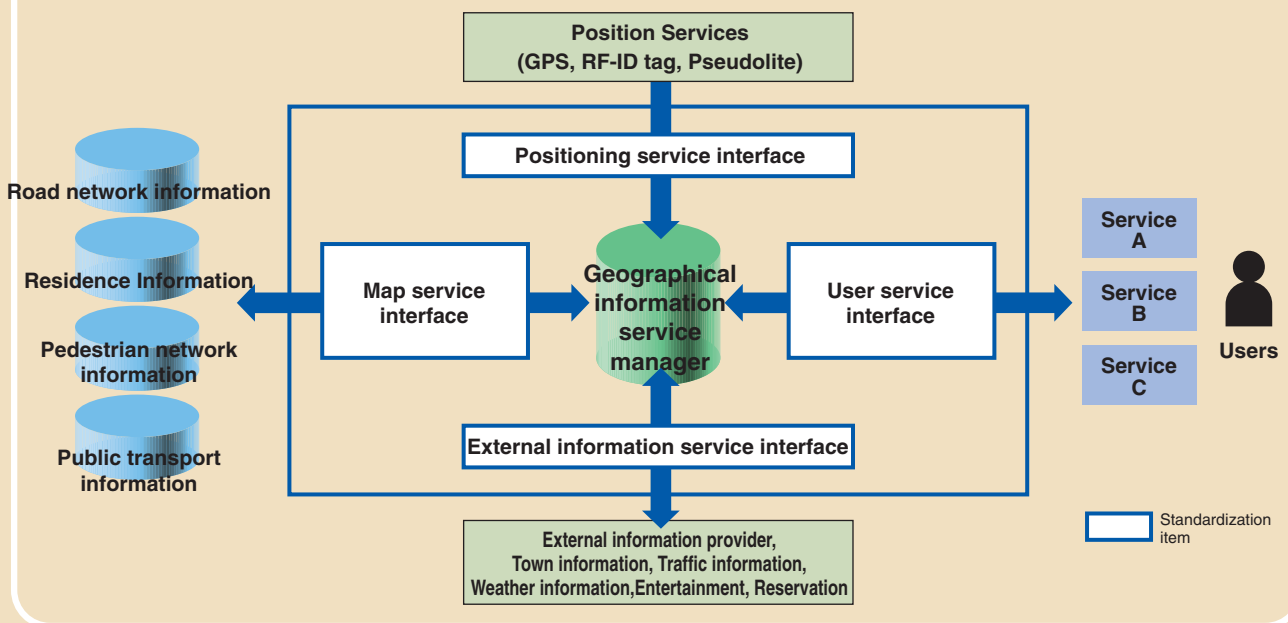 Position Services
(GPS, RF-ID tag, Pseudolite)
Positioning service interface
Road network information
Residence Information
Pedestrian network
information
Public transport
information
Map service
interface
Geographical
information
service
manager
User service
interface
Service
A
Service
B
Service
C
Users
External information service interface
External information provider,
Town information, Traffic information,
Weather information,Entertainment, Reservation
Standardization
item